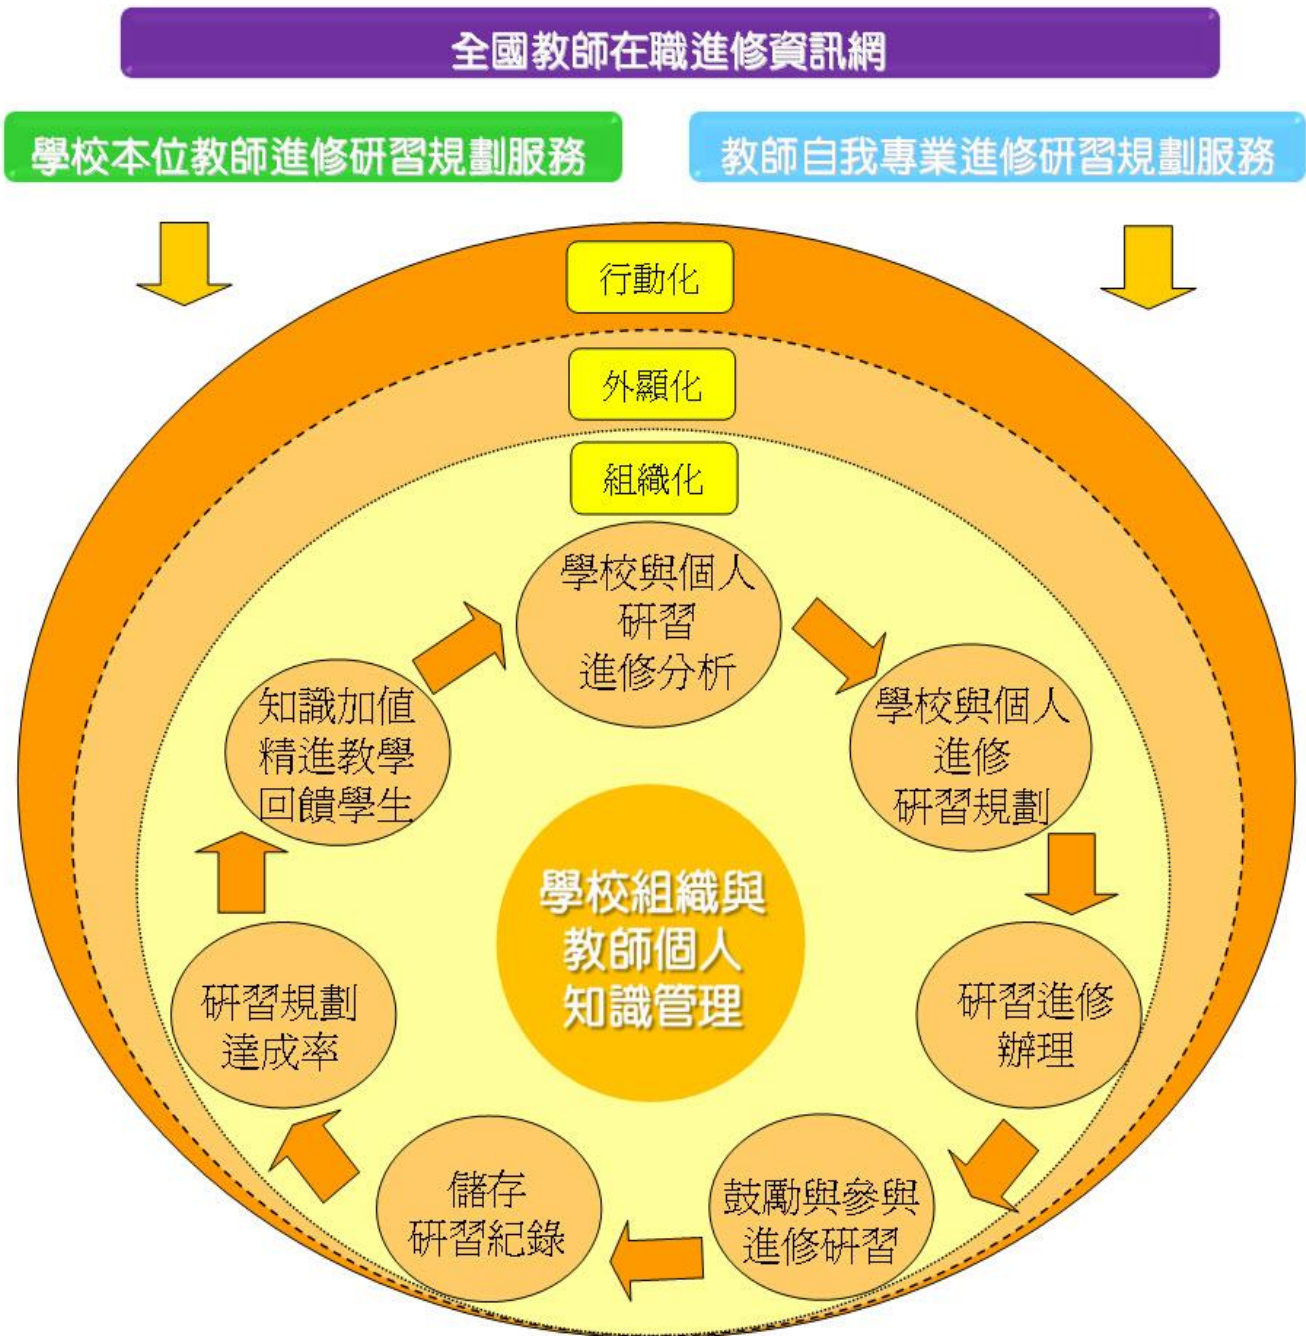 全國教師在職進修資訊網
學校本位教師進修研習規劃服務
教師自我專業進修研習規劃服務
行動化
外顯化
組織化
學校與個人
研習
進修分析
學校與個人
進修
研習規劃
研習進修
辦理
鼓勵與參與
進修研習
儲存
研習紀錄
研習規劃
達成率
知識加值
精進教學
回饋學生
學校組織與
教師個人
知識管理